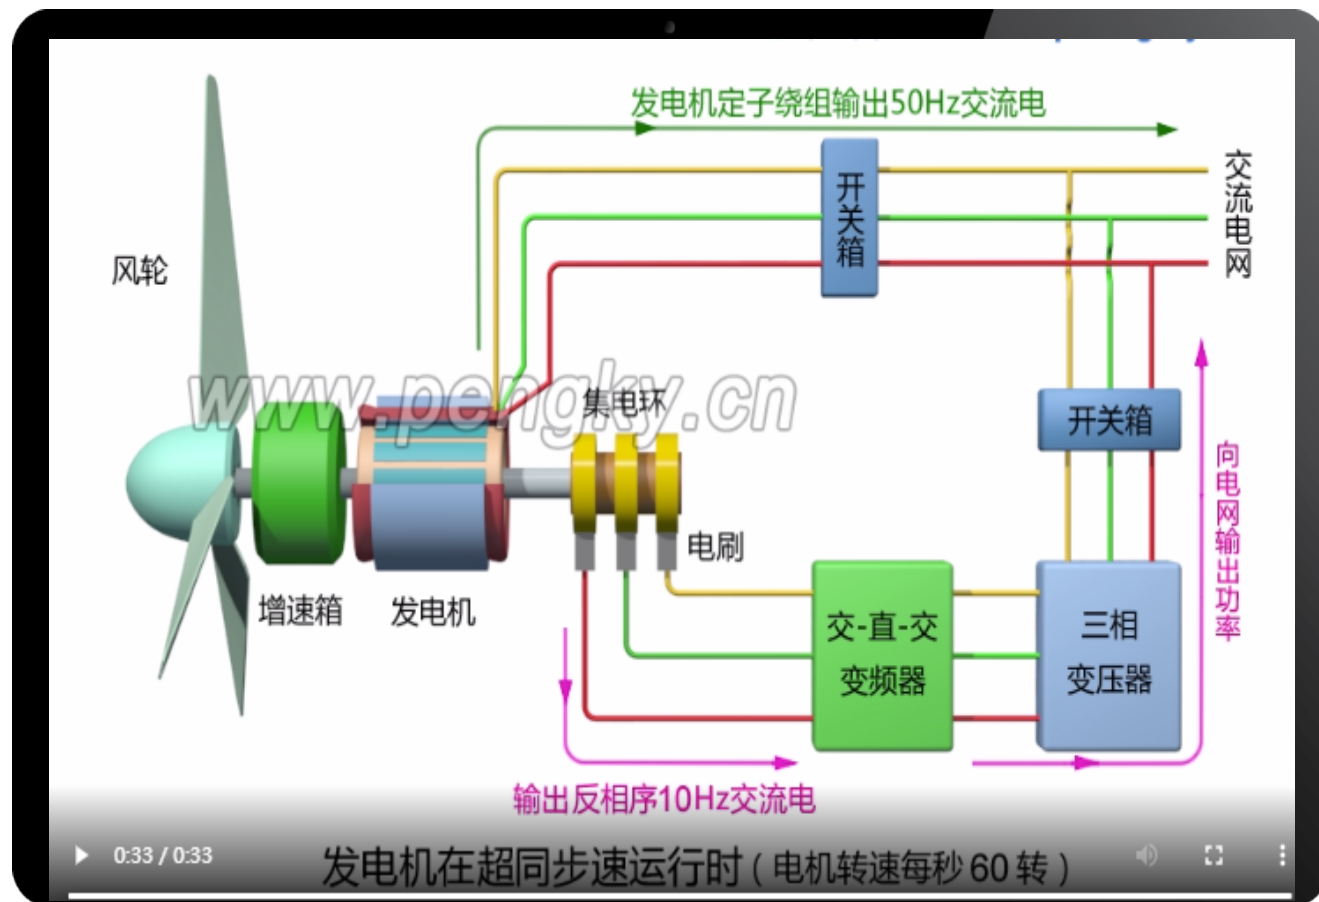 发电机定子绕组输出50Hz交流电
交流电网
开关箱
风轮
www.pengky.cn
集电环
开关箱
向电网输出功率
电刷
增速箱
发电机
交-直-交
变频器
三相
变压器
输出反相序10Hz交流电
0:33 / 0:33
发电机在超同步速运行时（电机转速每秒60转）